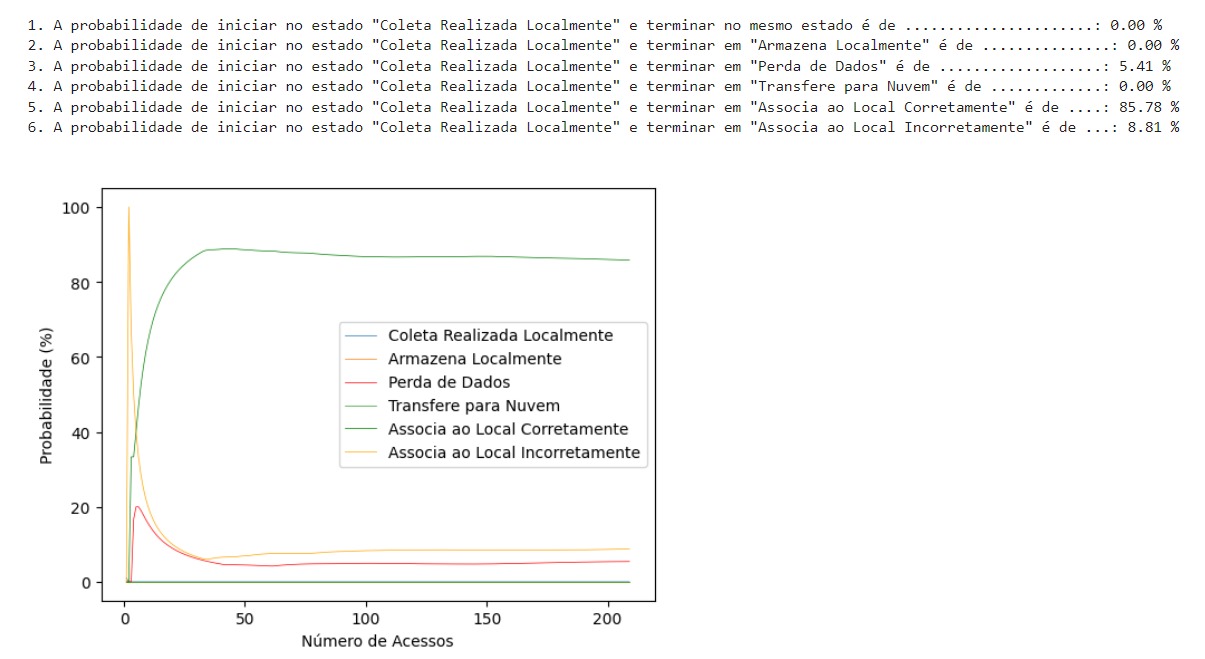 1. A probabilidade de iniciar no estado "Coleta Realizada Localmente" e terminar no mesmo estado é de ......................: 0.00 %
2. A probabilidade de iniciar no estado "Coleta Realizada Localmente" e terminar em "Armazena Localmente" é de ...............: 0.00 %
3. A probabilidade de iniciar no estado "Coleta Realizada Localmente" e terminar em "Perda de Dados" é de ...................: 5.41 %
4. A probabilidade de iniciar no estado "Coleta Realizada Localmente" e terminar em "Transfere para Nuvem" é de .............: 0.00 %
5. A probabilidade de iniciar no estado "Coleta Realizada Localmente" e terminar em "Associa ao Local Corretamente" é de ....: 85.78 %
6. A probabilidade de iniciar no estado "Coleta Realizada Localmente" e terminar em "Associa ao Local Incorretamente" é de ...: 8.81 %
100
80
60
40
20
0
Probabilidade (%)
Coleta Realizada Localmente
Armazena Localmente
Perda de Dados
Transfere para Nuvem
Associa ao Local Corretamente
Associa ao Local Incorretamente
0 50 100 150 200
Número de Acessos